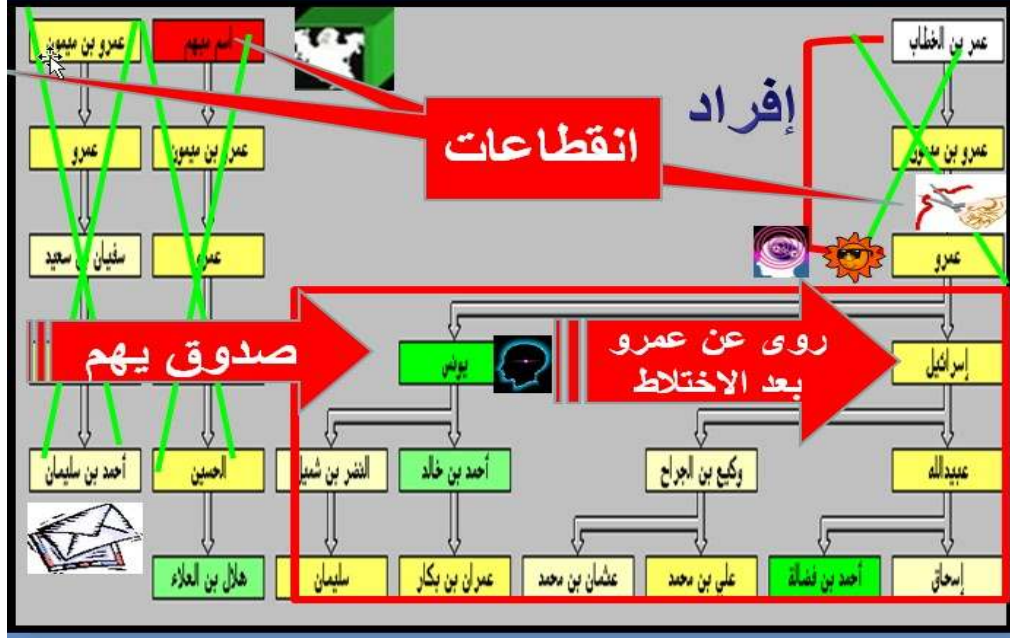 عمر بن الخطاب
اسم مبهم
عمرو بن ميمون
إفراد
انقطاعات
عمرو بن ميمون
عمرو بن ميمون
عمرو
عمرو
عمرو
سفيان بن سعيد
روى عن عمرو
بعد الاختلاط
صدوق يهم
إسرائيل
يونس
عبيدالله
وكيع بن الجراح
أحمد بن خالد
النضر بن شميل
الحسين
أحمد بن سليمان
إسحاق
أحمد بن فضالة
علي بن محمد
عثمان بن محمد
عمران بن بكار
سليمان
هلال بن العلاء